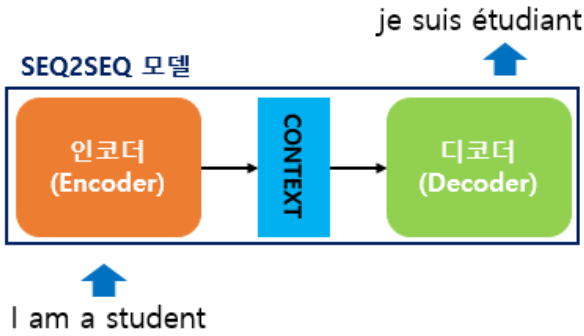 je suis étudiant
SEQ2SEQ 모델
인코더
(Encoder)
CONTEXT
디코더
(Decoder)
I am a student